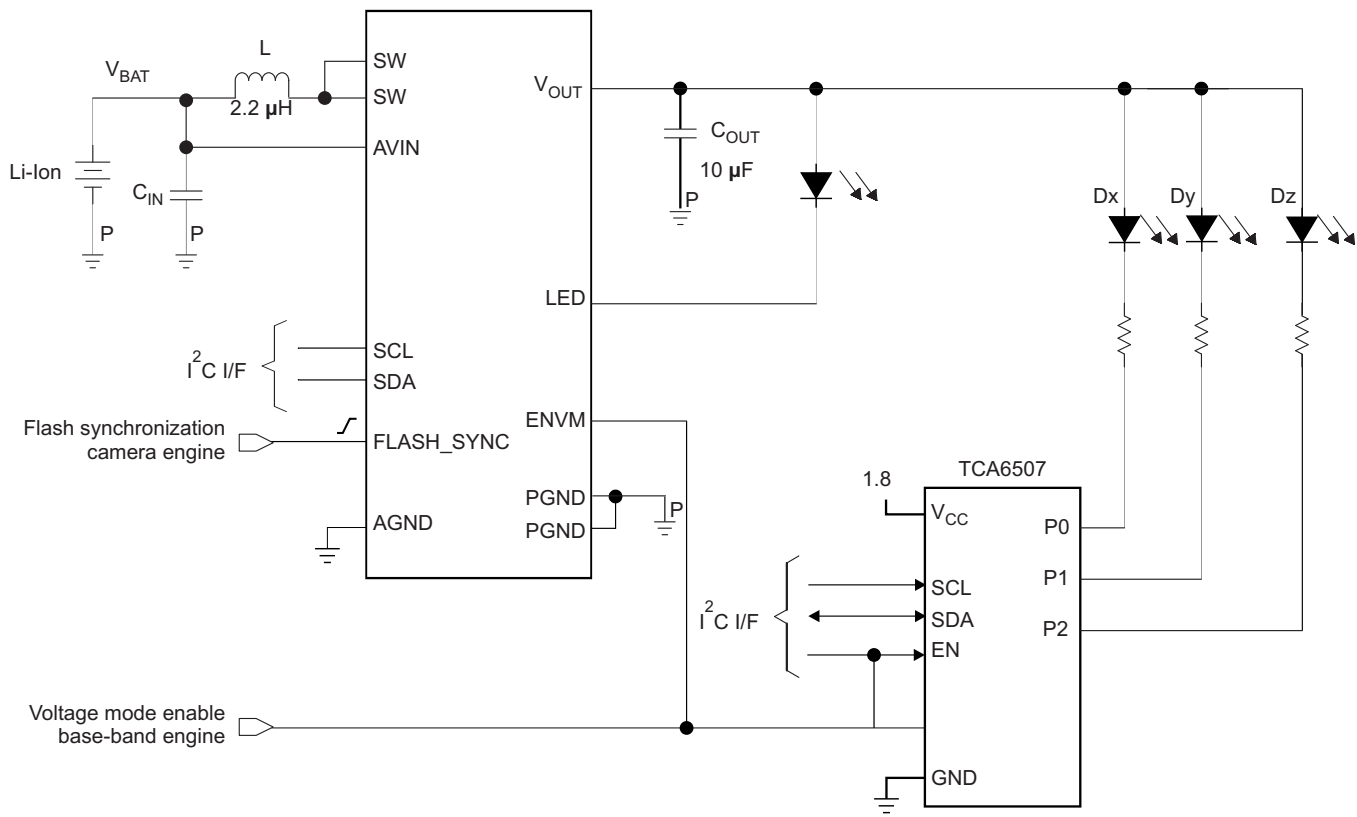 L
V_BAT
2.2 µH
SW
SW
AVIN
Li-Ion
C_IN
P
P
V_OUT
C_OUT
10 µF
P
LED
Dx
Dy
Dz
I²C I/F
SCL
SDA
ENVM
Flash synchronization
camera engine
FLASH_SYNC
PGND
PGND
P
AGND
TCA6507
1.8
V_CC
P0
P1
P2
I²C I/F
SCL
SDA
EN
Voltage mode enable
base-band engine
GND